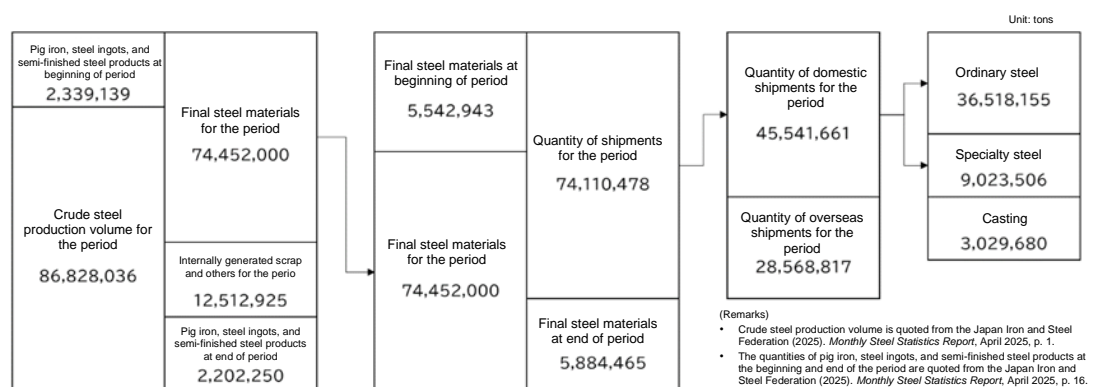 Unit: tons
Pig iron, steel ingots, and
semi-finished steel products at
beginning of period
2,339,139
Crude steel
production volume for
the period
86,828,036
Final steel materials
for the period
74,452,000
Internally generated scrap
and others for the perio
12,512,925
Pig iron, steel ingots, and
semi-finished steel products
at end of period
2,202,250
Final steel materials at
beginning of period
5,542,943
Final steel materials
for the period
74,452,000
Quantity of shipments
for the period
74,110,478
Final steel materials
at end of period
5,884,465
Quantity of domestic
shipments for the
period
45,541,661
Quantity of overseas
shipments for the
period
28,568,817
Ordinary steel
36,518,155
Specialty steel
9,023,506
Casting
3,029,680
(Remarks)
• Crude steel production volume is quoted from the Japan Iron and Steel
Federation (2025). Monthly Steel Statistics Report, April 2025, p. 1.
• The quantities of pig iron, steel ingots, and semi-finished steel products at
the beginning and end of the period are quoted from the Japan Iron and
Steel Federation (2025). Monthly Steel Statistics Report, April 2025, p. 16.